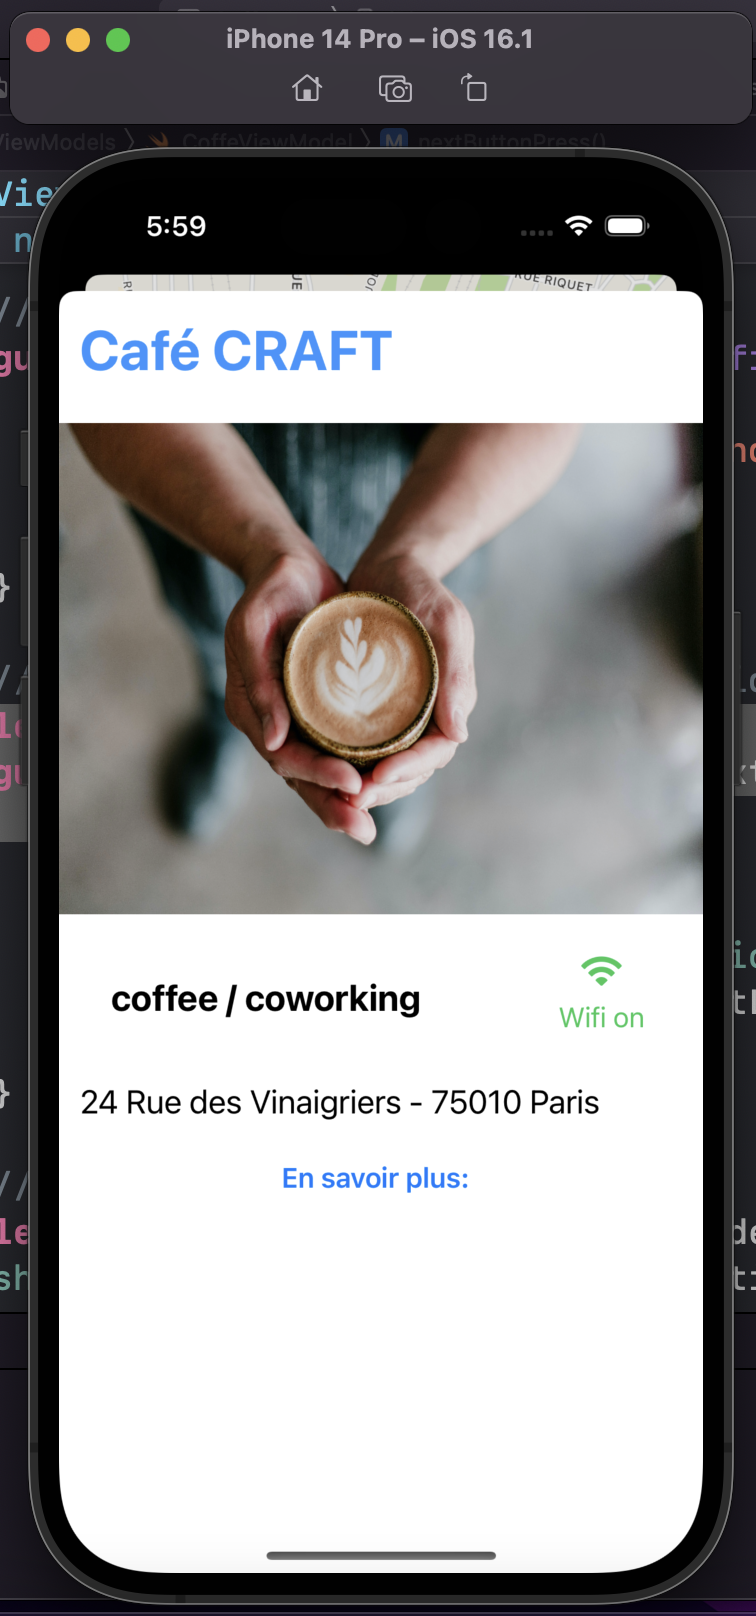 iPhone 14 Pro – iOS 16.1
ViewModels 〉 CoffeViewModel 〉 M nextButtonPress()
5:59
RUE RIQUET
Café CRAFT
coffee / coworking
Wifi on
24 Rue des Vinaigriers - 75010 Paris
En savoir plus: